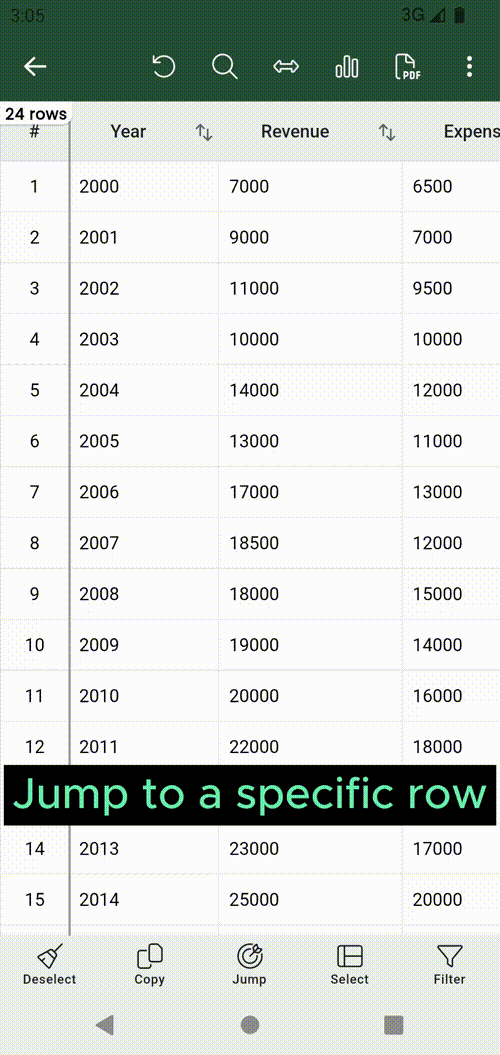 3:05 3G
PDF
24 rows
# Year Revenue Expens
1 2000 7000 6500
2 2001 9000 7000
3 2002 11000 9500
4 2003 10000 10000
5 2004 14000 12000
6 2005 13000 11000
7 2006 17000 13000
8 2007 18500 12000
9 2008 18000 15000
10 2009 19000 14000
11 2010 20000 16000
12 2011 22000 18000
Jump to a specific row
14 2013 23000 17000
15 2014 25000 20000
Deselect Copy Jump Select Filter